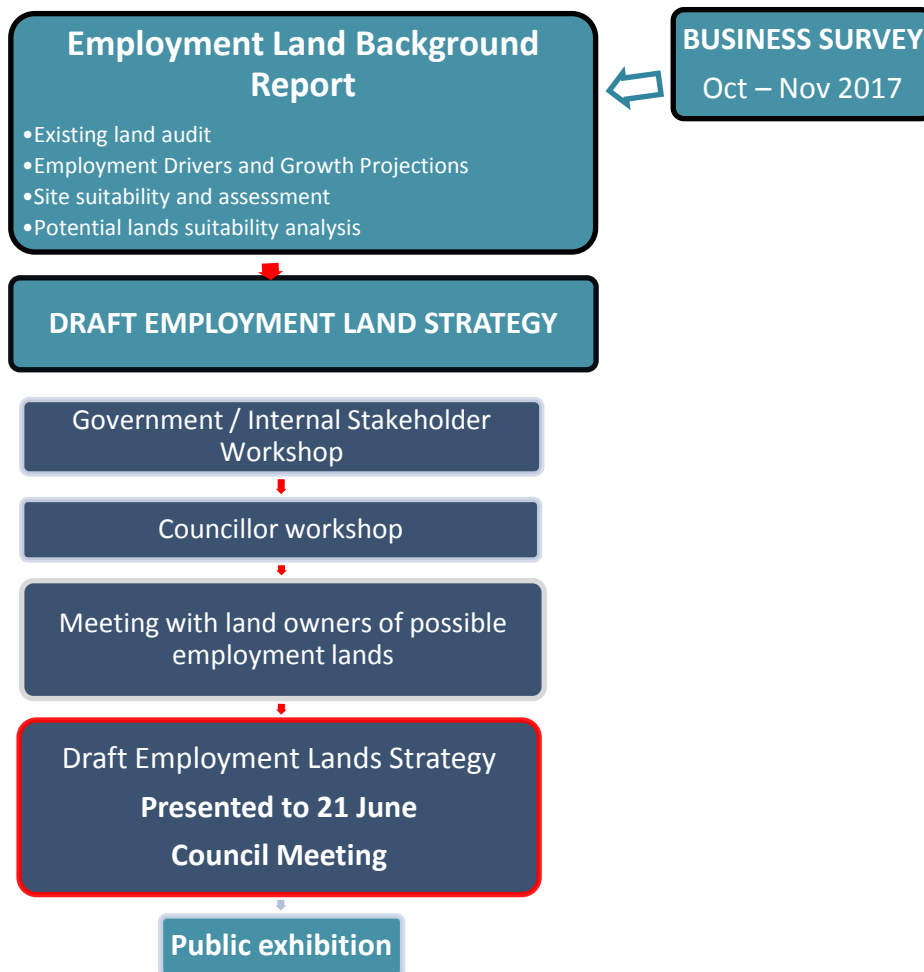 Employment Land Background
Report
•Existing land audit
•Employment Drivers and Growth Projections
•Site suitability and assessment
•Potential lands suitability analysis
BUSINESS SURVEY
Oct – Nov 2017
DRAFT EMPLOYMENT LAND STRATEGY
Government / Internal Stakeholder
Workshop
Councillor workshop
Meeting with land owners of possible
employment lands
Draft Employment Lands Strategy
Presented to 21 June
Council Meeting
Public exhibition